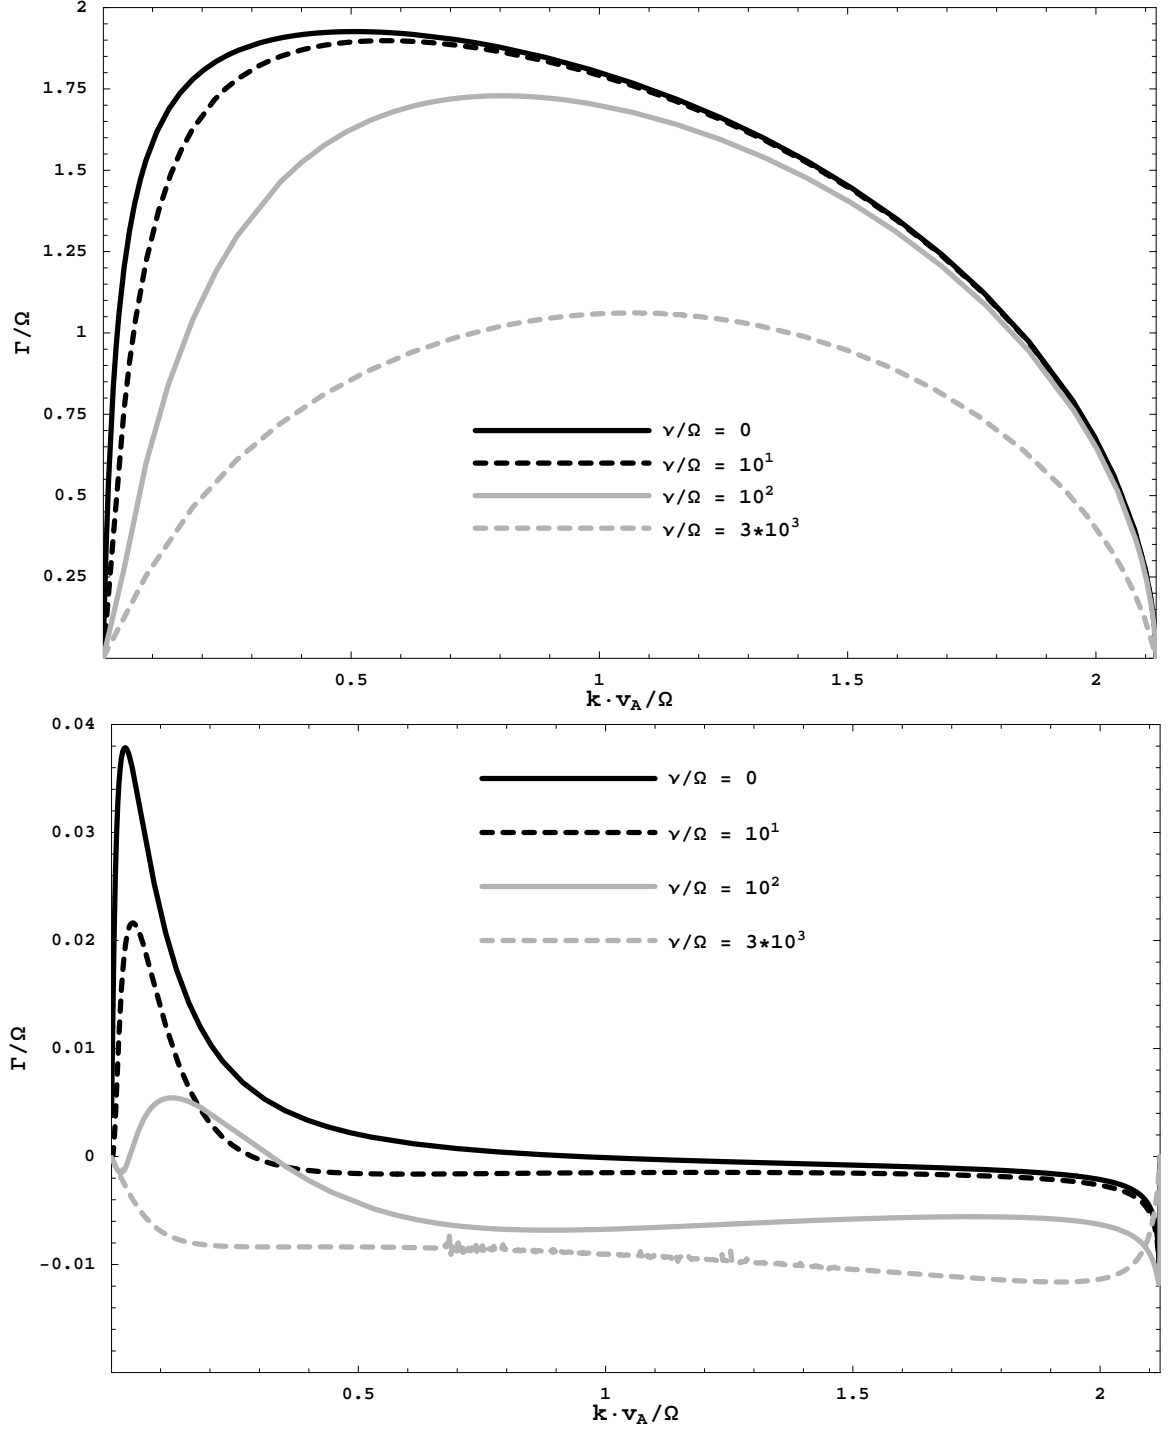 2
1.75
1.5
1.25
1
0.75
0.5
0.25
Γ/Ω
ν/Ω = 0
ν/Ω = 10¹
ν/Ω = 10²
ν/Ω = 3*10³
0.5 1 1.5 2
k·v_A/Ω
0.04
0.03
0.02
0.01
0
-0.01
Γ/Ω
ν/Ω = 0
ν/Ω = 10¹
ν/Ω = 10²
ν/Ω = 3*10³
0.5 1 1.5 2
k·v_A/Ω